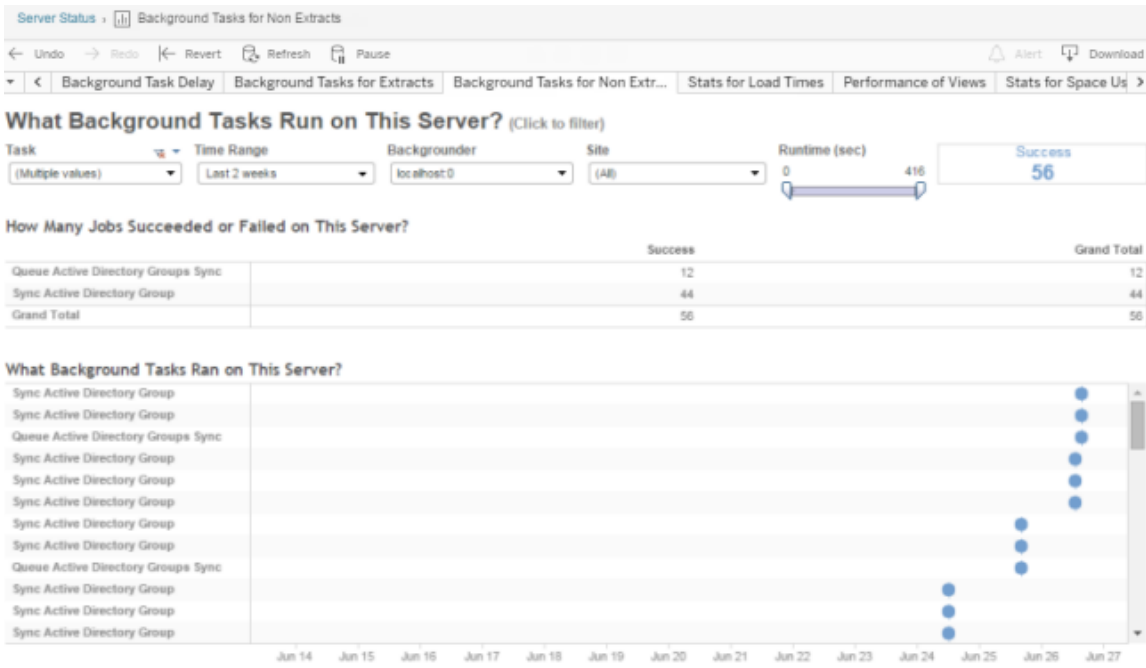 Server Status › Background Tasks for Non Extracts
Undo Redo Revert Refresh Pause Alert Download
Background Task Delay Background Tasks for Extracts Background Tasks for Non Extr... Stats for Load Times Performance of Views Stats for Space Us
What Background Tasks Run on This Server? (Click to filter)
Task Time Range Backgrounder Site Runtime (sec) Success
(Multiple values) Last 2 weeks localhost:0 (All) 0 416 56
How Many Jobs Succeeded or Failed on This Server?
Success Grand Total
Queue Active Directory Groups Sync 12 12
Sync Active Directory Group 44 44
Grand Total 56 56
What Background Tasks Ran on This Server?
Sync Active Directory Group
Sync Active Directory Group
Queue Active Directory Groups Sync
Sync Active Directory Group
Sync Active Directory Group
Sync Active Directory Group
Sync Active Directory Group
Sync Active Directory Group
Queue Active Directory Groups Sync
Sync Active Directory Group
Sync Active Directory Group
Sync Active Directory Group
Jun 14 Jun 15 Jun 16 Jun 17 Jun 18 Jun 19 Jun 20 Jun 21 Jun 22 Jun 23 Jun 24 Jun 25 Jun 26 Jun 27